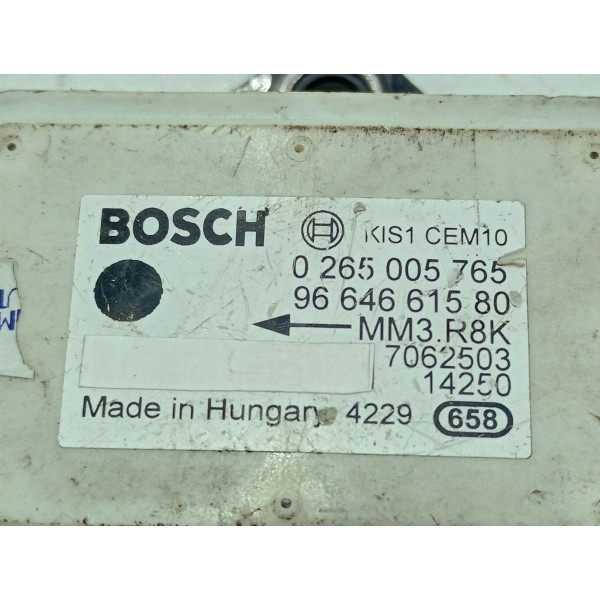 BOSCH KIS1 CEM10
0 265 005 765
96 646 615 80
MM3.R8K
7062503
14250
Made in Hungary 4229 658